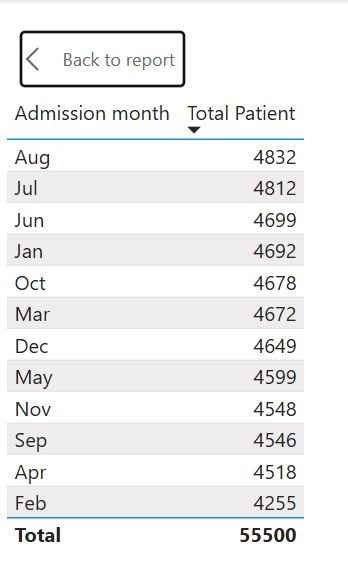 Back to report
Admission month Total Patient
Aug 4832
Jul 4812
Jun 4699
Jan 4692
Oct 4678
Mar 4672
Dec 4649
May 4599
Nov 4548
Sep 4546
Apr 4518
Feb 4255
Total 55500